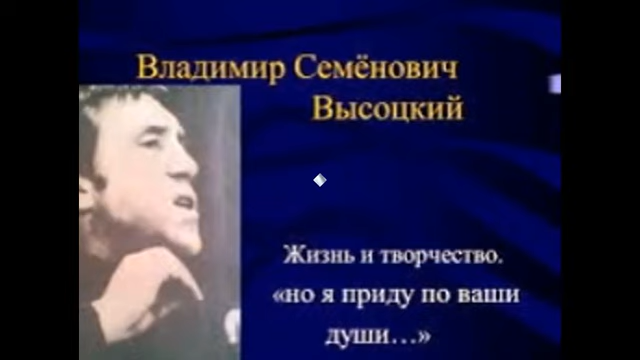 Владимир Семёнович
Высоцкий
Жизнь и творчество.
«но я приду по ваши
души…»